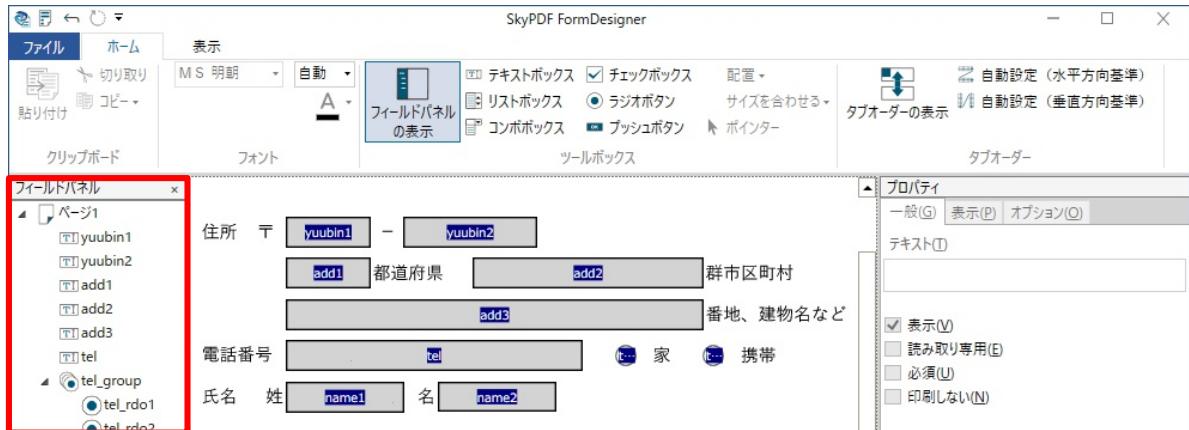 SkyPDF FormDesigner
ファイル ホーム 表示
貼り付け
切り取り
コピー
クリップボード
MS 明朝 自動
A
フォント
フィールドパネル
の表示
テキストボックス チェックボックス 配置
リストボックス ラジオボタン サイズを合わせる
コンボボックス プッシュボタン ポインター
ツールボックス
タブオーダーの表示
自動設定（水平方向基準）
自動設定（垂直方向基準）
タブオーダー
フィールドパネル ×
ページ1
yuubin1
yuubin2
add1
add2
add3
tel
tel_group
tel_rdo1
tel_rdo2
住所 〒 yuubin1 － yuubin2
add1 都道府県 add2 群市区町村
add3 番地、建物名など
電話番号 tel 家 携帯
氏名 姓 name1 名 name2
プロパティ
一般(G) 表示(P) オプション(O)
テキスト(T)
表示(V)
読み取り専用(E)
必須(U)
印刷しない(N)